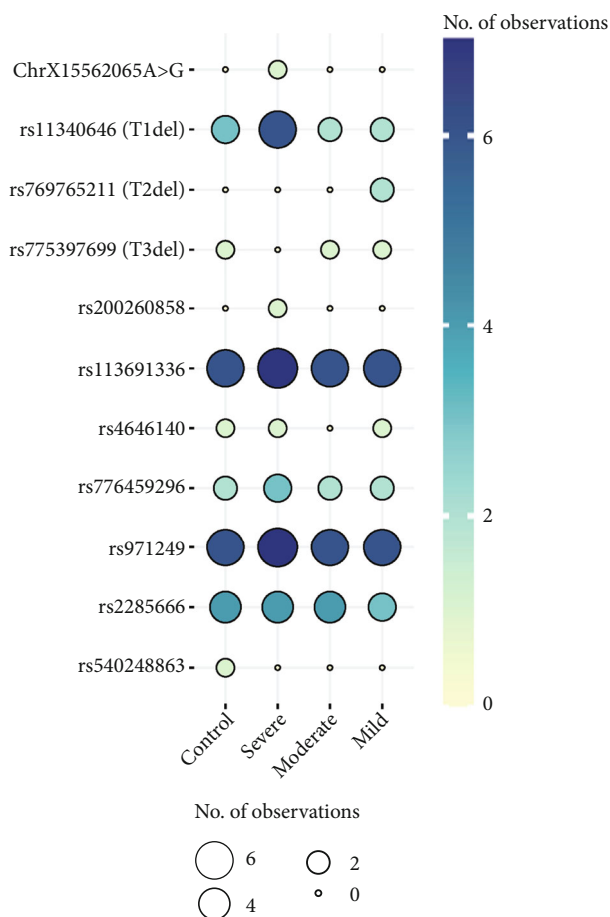 No. of observations
ChrX15562065A>G
rs11340646 (T1del)
rs769765211 (T2del)
rs775397699 (T3del)
rs200260858
rs113691336
rs4646140
rs776459296
rs971249
rs2285666
rs540248863
6
4
2
0
Control
Severe
Moderate
Mild
No. of observations
6
2
4
0